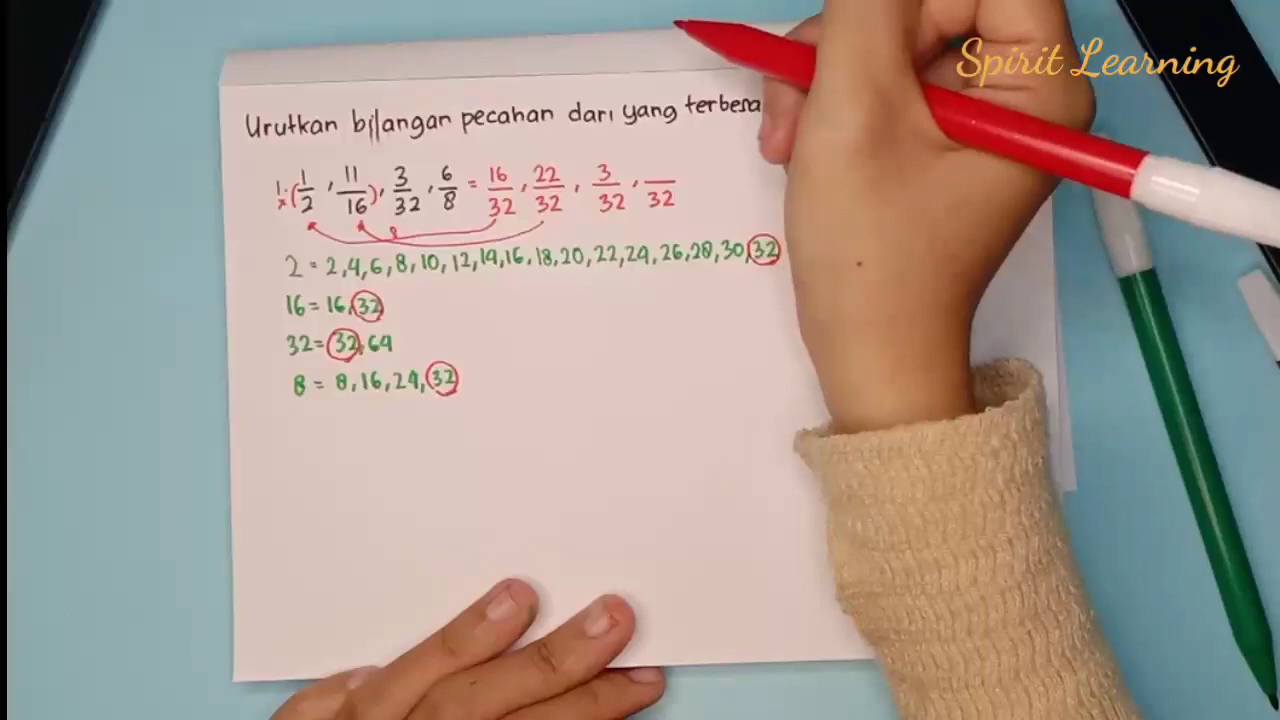 Spirit Learning
Urutkan bilangan pecahan dari yang terbesa
1. (1/2, 11/16), 3/32, 6/8 = 16/32, 22/32, 3/32, /32
x 8
2 = 2,4,6,8,10,12,14,16,18,20,22,24,26,28,30,32
16 = 16,32
32 = 32,64
8 = 8,16,24,32